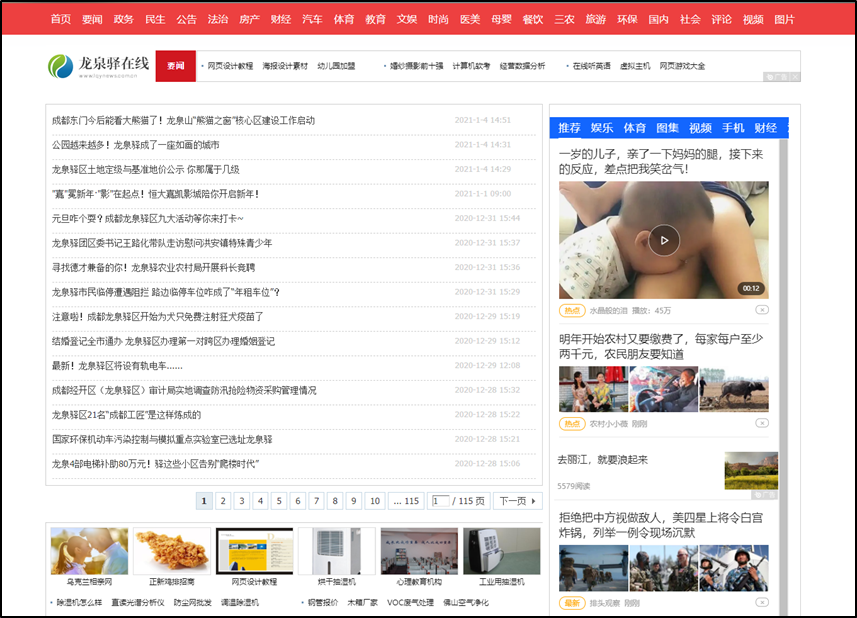 首页 要闻 政务 民生 公告 法治 房产 财经 汽车 体育 教育 文娱 时尚 医美 母婴 餐饮 三农 旅游 环保 国内 社会 评论 视频 图片
龙泉驿在线
www.lqynews.com.cn
要闻
· 网页设计教程 海报设计素材 幼儿园加盟 · 婚纱摄影前十强 计算机软考 经营数据分析 · 在线听英语 虚拟主机 网页游戏大全
广告
成都东门今后能看大熊猫了！龙泉山"熊猫之窗"核心区建设工作启动 2021-1-4 14:51
公园越来越多！龙泉驿成了一座如画的城市 2021-1-4 14:31
龙泉驿区土地定级与基准地价公示 你那属于几级 2021-1-4 14:29
"嘉"冕新年·"影"在起点！恒大嘉凯影城陪你开启新年！ 2021-1-1 09:00
元旦咋个耍？成都龙泉驿区九大活动等你来打卡~ 2020-12-31 15:44
龙泉驿团区委书记王路化带队走访慰问洪安镇特殊青少年 2020-12-31 15:37
寻找德才兼备的你！龙泉驿农业农村局开展科长竞聘 2020-12-31 15:36
龙泉驿市民临停遭遇阻拦 路边临停车位咋成了"年租车位"？ 2020-12-31 15:29
注意啦！成都龙泉驿区开始为犬只免费注射狂犬疫苗了 2020-12-29 15:19
结婚登记全市通办 龙泉驿区办理第一对跨区办理婚姻登记 2020-12-29 15:12
最新！龙泉驿区将设有轨电车...... 2020-12-29 12:08
成都经开区（龙泉驿区）审计局实地调查防汛抢险物资采购管理情况 2020-12-28 15:32
龙泉驿区21名"成都工匠"是这样炼成的 2020-12-28 15:22
国家环保机动车污染控制与模拟重点实验室已选址龙泉驿 2020-12-28 15:21
龙泉4部电梯补助80万元！驿这些小区告别"爬楼时代" 2020-12-28 15:06
1 2 3 4 5 6 7 8 9 10 ... 115 1 / 115 页 下一页
乌克兰相亲网 正新鸡排招商 网页设计教程 烘干抽湿机 心理教育机构 工业用抽湿机
· 除湿机怎么样 直读光谱分析仪 防尘网批发 调温除湿机 · 钢管报价 木箱厂家 VOC废气处理 佛山空气净化
推荐 娱乐 体育 图集 视频 手机 财经
一岁的儿子，亲了一下妈妈的腿，接下来
的反应，差点把我笑岔气！
00:12
热点 水晶般的泪 播放：45万
明年开始农村又要缴费了，每家每户至少
两千元，农民朋友要知道
热点 农村小小薇 刚刚
去丽江，就要浪起来
5579阅读
广告
拒绝把中方视做敌人，美四星上将令白宫
炸锅，列举一例令现场沉默
最新 排头观察 刚刚